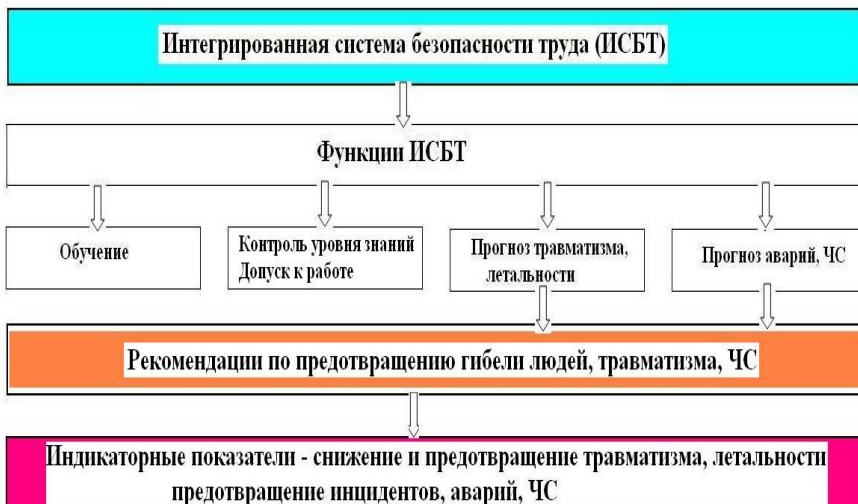 Интегрированная система безопасности труда (ИСБТ)
Функции ИСБТ
Обучение
Контроль уровня знаний
Допуск к работе
Прогноз травматизма,
летальности
Прогноз аварий, ЧС
Рекомендации по предотвращению гибели людей, травматизма, ЧС
Индикаторные показатели - снижение и предотвращение травматизма, летальности
предотвращение инцидентов, аварий, ЧС